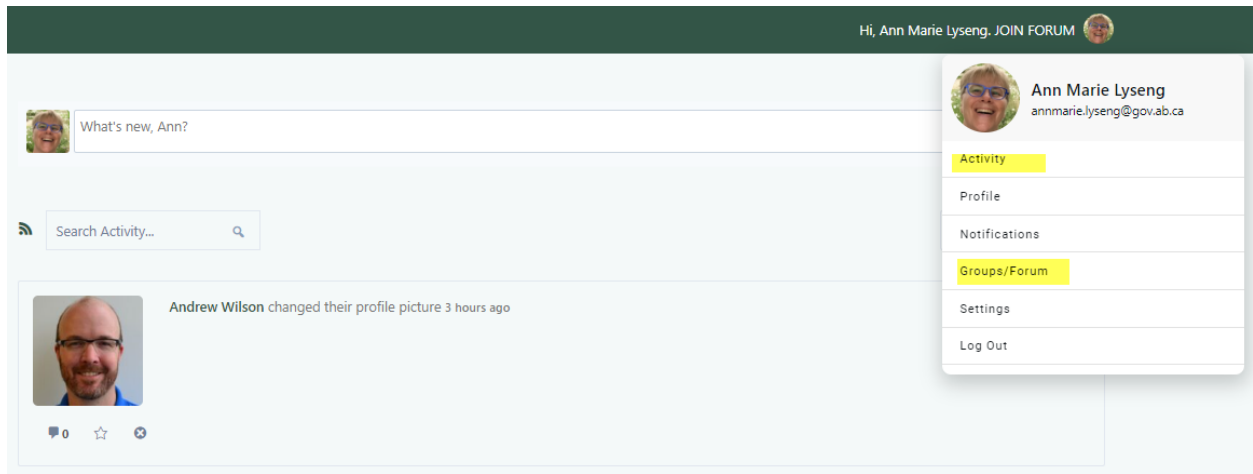 Hi, Ann Marie Lyseng. JOIN FORUM
Ann Marie Lyseng
annmarie.lyseng@gov.ab.ca
What's new, Ann?
Activity
Profile
Search Activity...
Notifications
Groups/Forum
Andrew Wilson changed their profile picture 3 hours ago
Settings
Log Out
0